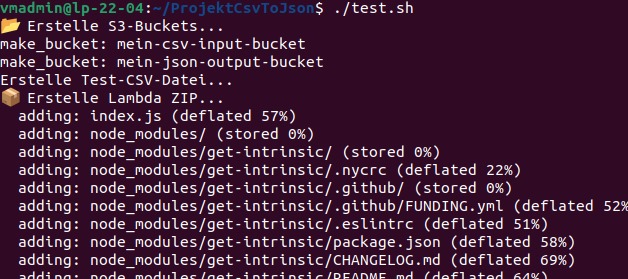 vmadmin@lp-22-04:~/ProjektCsvToJson$ ./test.sh
📂 Erstelle S3-Buckets...
make_bucket: mein-csv-input-bucket
make_bucket: mein-json-output-bucket
Erstelle Test-CSV-Datei...
📦 Erstelle Lambda ZIP...
  adding: index.js (deflated 57%)
  adding: node_modules/ (stored 0%)
  adding: node_modules/get-intrinsic/ (stored 0%)
  adding: node_modules/get-intrinsic/.nycrc (deflated 22%)
  adding: node_modules/get-intrinsic/.github/ (stored 0%)
  adding: node_modules/get-intrinsic/.github/FUNDING.yml (deflated 52%
  adding: node_modules/get-intrinsic/.eslintrc (deflated 51%)
  adding: node_modules/get-intrinsic/package.json (deflated 58%)
  adding: node_modules/get-intrinsic/CHANGELOG.md (deflated 69%)
  adding: node_modules/get-intrinsic/README.md (deflated 64%)